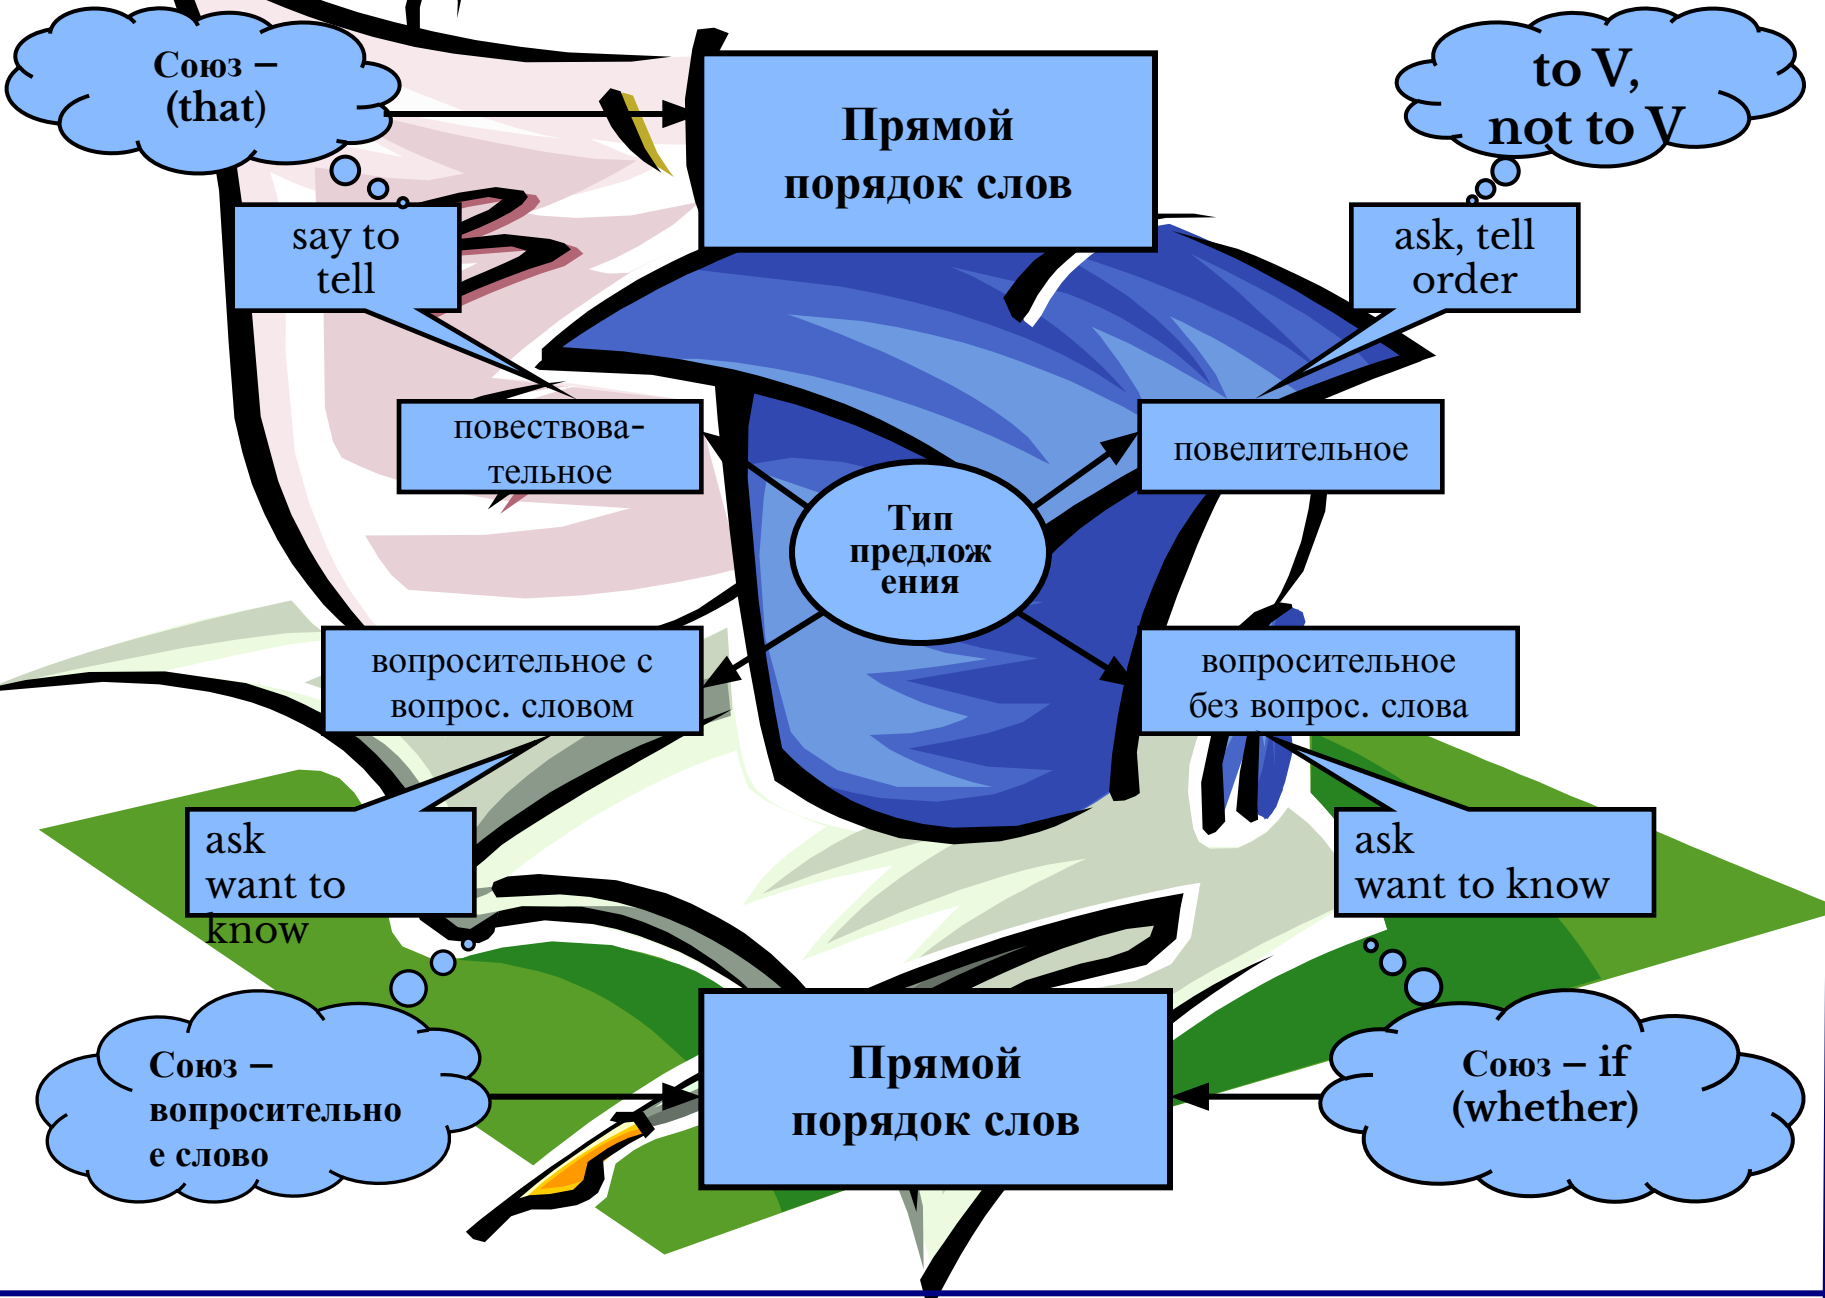 Союз –
(that)
Прямой
порядок слов
to V,
not to V
say to
tell
ask, tell
order
повествова-
тельное
повелительное
Тип
предлож
ения
вопросительное с
вопрос. словом
вопросительное
без вопрос. слова
ask
want to
know
ask
want to know
Союз –
вопросительно
е слово
Прямой
порядок слов
Союз – if
(whether)